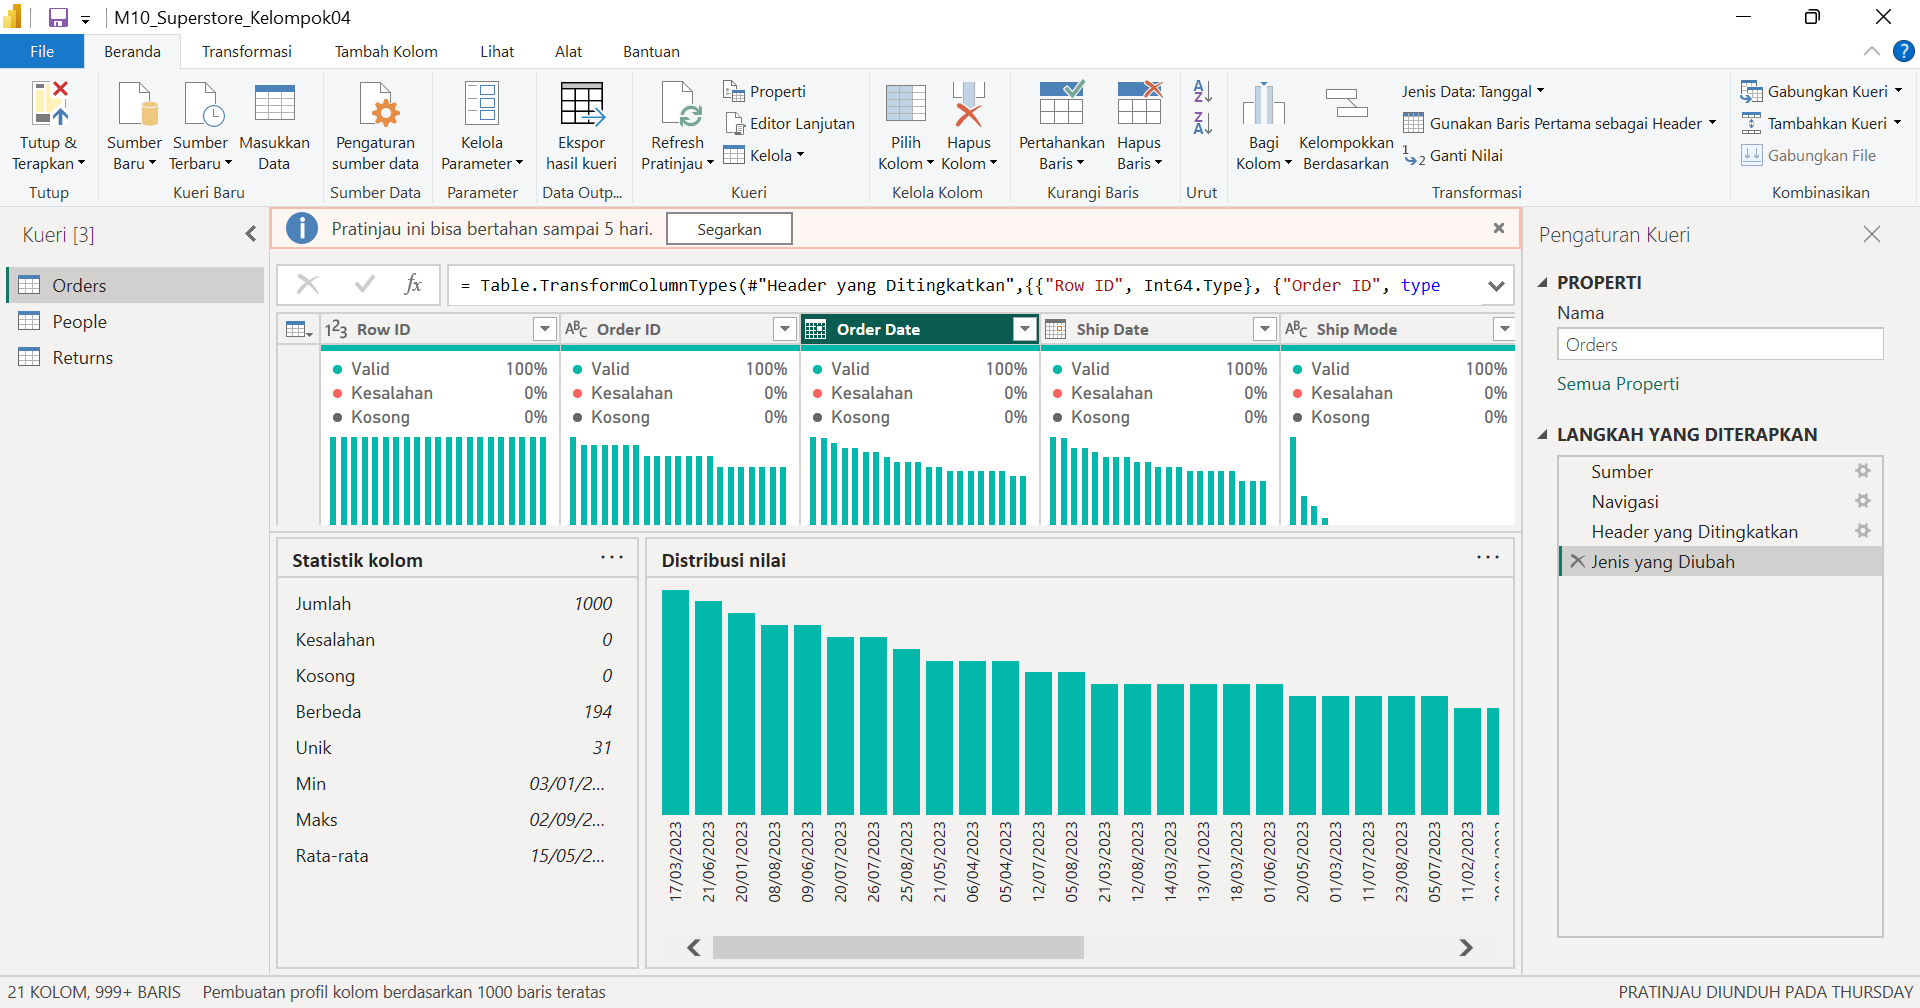 M10_Superstore_Kelompok04
File
Beranda
Transformasi
Tambah Kolom
Lihat
Alat
Bantuan
?
Tutup &
Terapkan
Tutup
Sumber
Baru
Sumber
Terbaru
Masukkan
Data
Kueri Baru
Pengaturan
sumber data
Sumber Data
Kelola
Parameter
Parameter
Ekspor
hasil kueri
Data Outp...
Refresh
Pratinjau
Properti
Editor Lanjutan
Kelola
Kueri
Pilih
Kolom
Hapus
Kolom
Kelola Kolom
Pertahankan
Baris
Hapus
Baris
Kurangi Baris
A
Z
Z
A
Urut
Bagi
Kolom
Kelompokkan
Berdasarkan
Jenis Data: Tanggal
Gunakan Baris Pertama sebagai Header
1 2 Ganti Nilai
Transformasi
Gabungkan Kueri
Tambahkan Kueri
Gabungkan File
Kombinasikan
Kueri [3]
Orders
People
Returns
Pratinjau ini bisa bertahan sampai 5 hari.
Segarkan
fx
= Table.TransformColumnTypes(#"Header yang Ditingkatkan",{{"Row ID", Int64.Type}, {"Order ID", type
123 Row ID
ABC Order ID
Order Date
Ship Date
ABC Ship Mode
Valid 100%
Kesalahan 0%
Kosong 0%
Valid 100%
Kesalahan 0%
Kosong 0%
Valid 100%
Kesalahan 0%
Kosong 0%
Valid 100%
Kesalahan 0%
Kosong 0%
Valid 100%
Kesalahan 0%
Kosong 0%
Statistik kolom
Jumlah 1000
Kesalahan 0
Kosong 0
Berbeda 194
Unik 31
Min 03/01/2...
Maks 02/09/2...
Rata-rata 15/05/2...
Distribusi nilai
17/03/2023
21/06/2023
20/01/2023
08/08/2023
09/06/2023
20/07/2023
26/07/2023
25/08/2023
21/05/2023
06/04/2023
05/04/2023
12/07/2023
05/08/2023
21/03/2023
12/08/2023
14/03/2023
13/01/2023
18/03/2023
01/06/2023
20/05/2023
01/03/2023
11/07/2023
23/08/2023
05/07/2023
11/02/2023
Pengaturan Kueri
PROPERTI
Nama
Orders
Semua Properti
LANGKAH YANG DITERAPKAN
Sumber
Navigasi
Header yang Ditingkatkan
Jenis yang Diubah
21 KOLOM, 999+ BARIS
Pembuatan profil kolom berdasarkan 1000 baris teratas
PRATINJAU DIUNDUH PADA THURSDAY